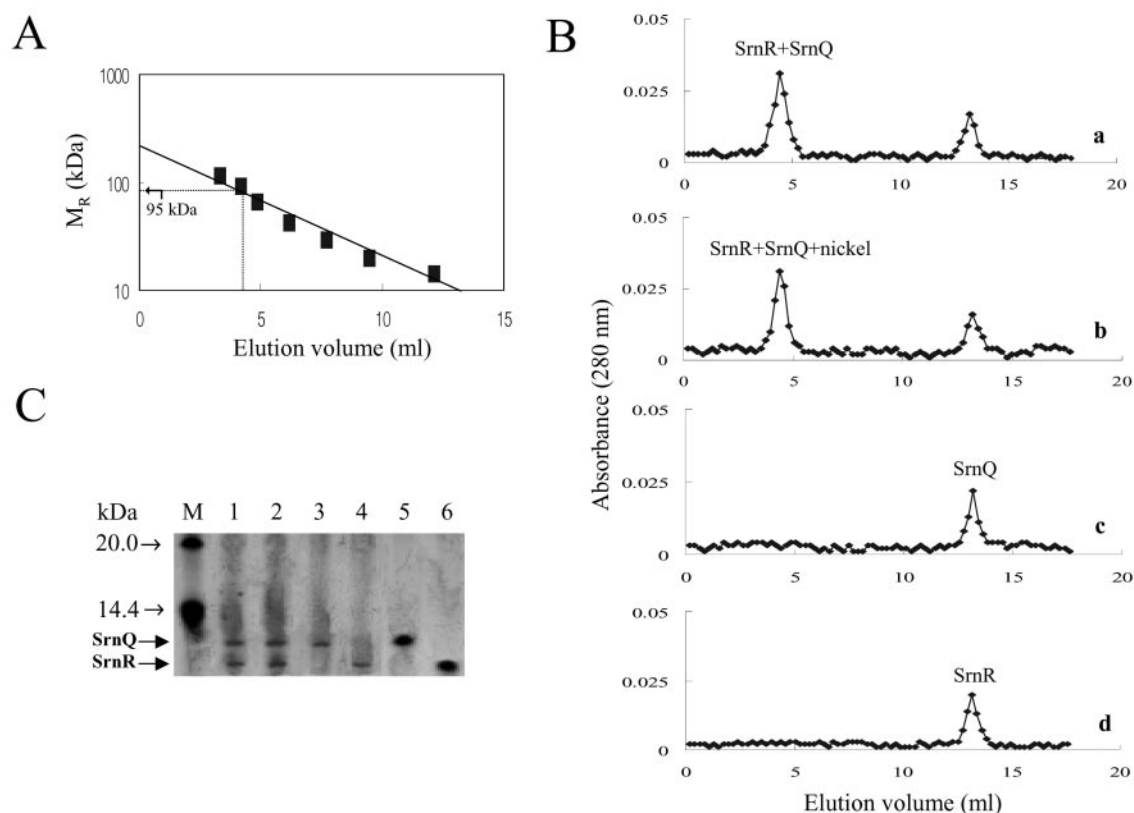 A
1000
100
10
M_R (kDa)
95 kDa
0 5 10 15
Elution volume (ml)
C
kDa M 1 2 3 4 5 6
20.0→
14.4→
SrnQ
SrnR
B
Absorbance (280 nm)
0.05
SrnR+SrnQ
0.025
a
0
0 5 10 15 20
0.05
SrnR+SrnQ+nickel
0.025
b
0
0 5 10 15 20
0.05
SrnQ
0.025
c
0
0 5 10 15 20
0.05
SrnR
0.025
d
0
0 5 10 15 20
Elution volume (ml)